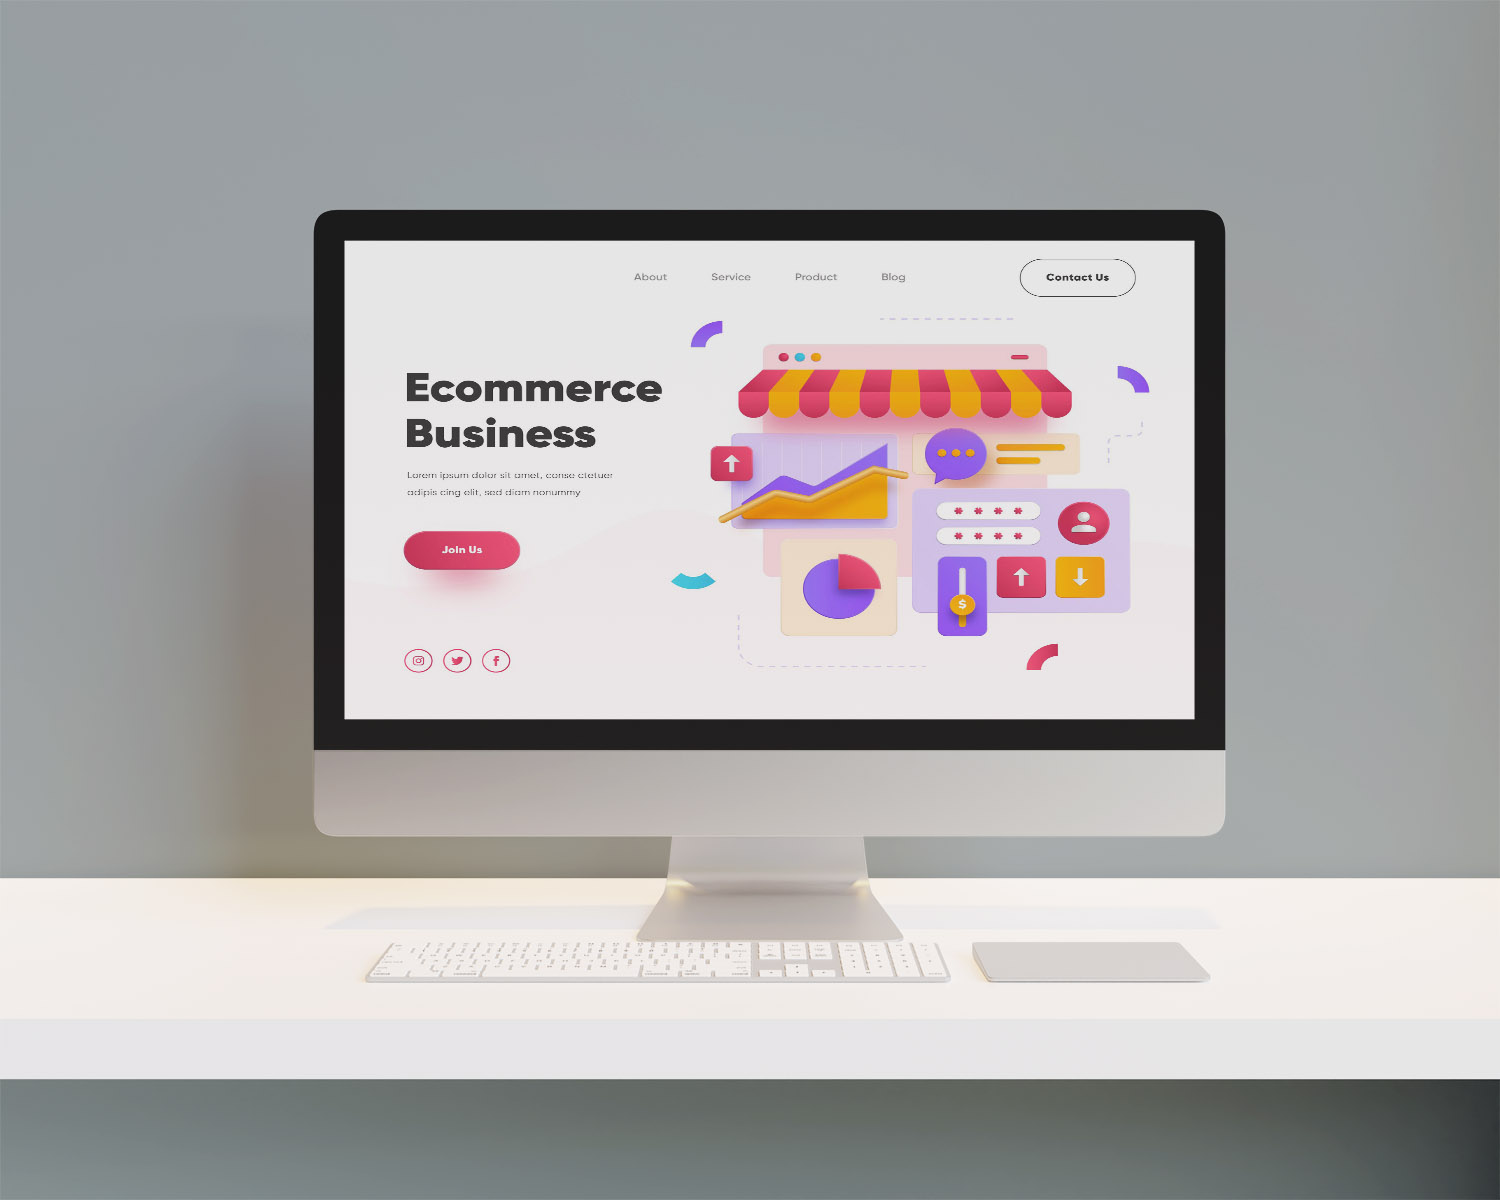 About Service Product Blog Contact Us
Ecommerce
Business
Lorem ipsum dolor sit amet, conse ctetuer
adipis cing elit, sed diam nonummy
Join Us
$